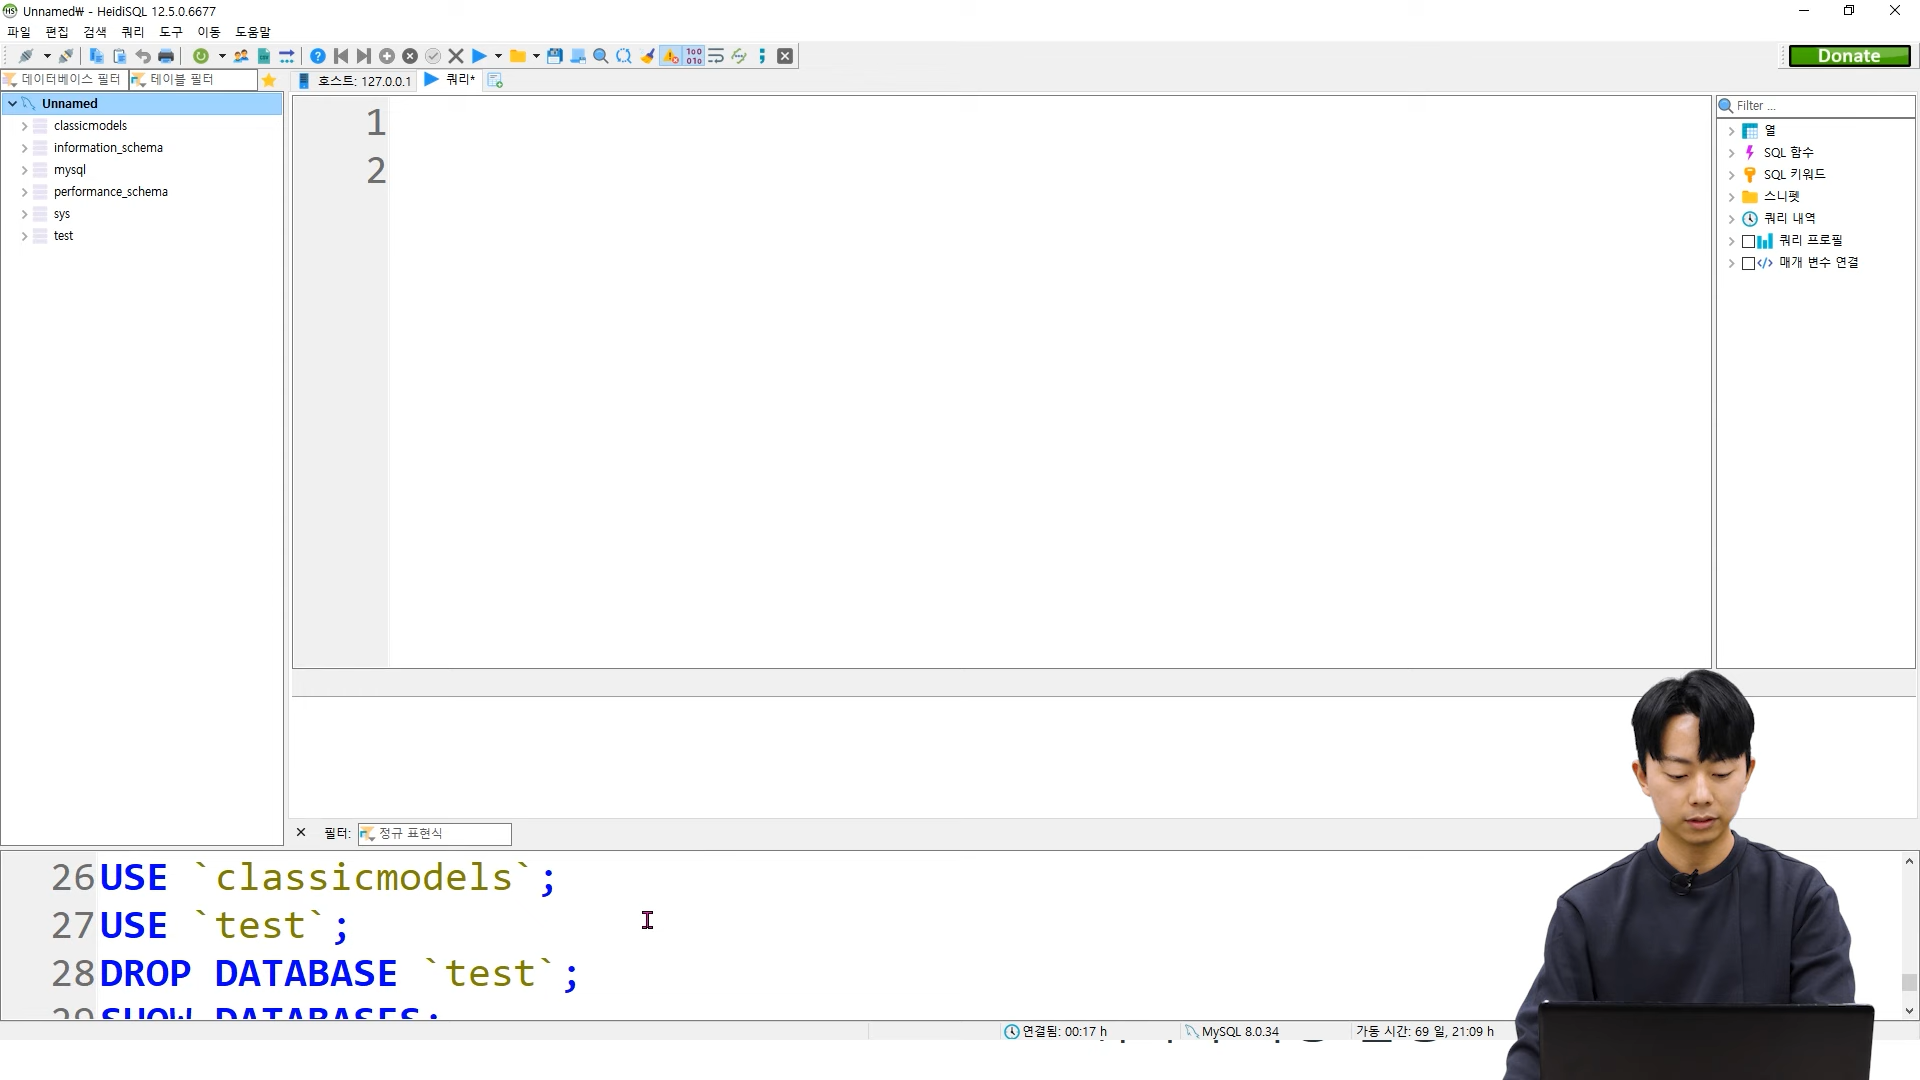 Unnamed₩ - HeidiSQL 12.5.0.6677
파일 편집 검색 쿼리 도구 이동 도움말
Donate
데이터베이스 필터 테이블 필터
호스트: 127.0.0.1 쿼리*
Unnamed
classicmodels
information_schema
mysql
performance_schema
sys
test
1
2
Filter ...
열
SQL 함수
SQL 키워드
스니펫
쿼리 내역
쿼리 프로필
매개 변수 연결
필터: 정규 표현식
26 USE `classicmodels`;
27 USE `test`;
28 DROP DATABASE `test`;
29 SHOW DATABASES;
연결됨: 00:17 h MySQL 8.0.34 가동 시간: 69 일, 21:09 h